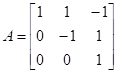 A = [ 1 1 -1
0 -1 1
0 0 1 ]